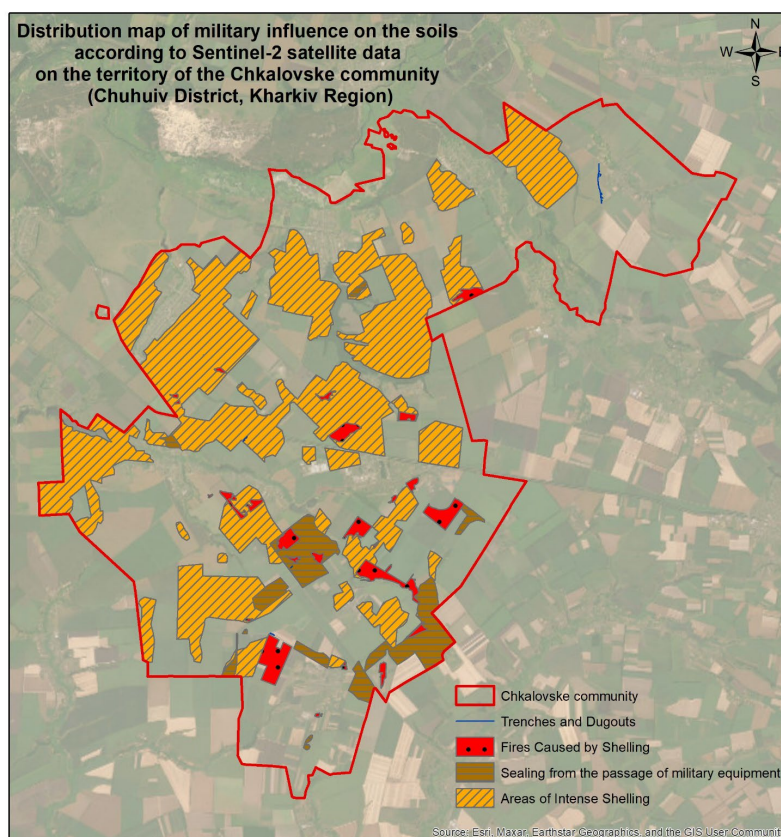 Distribution map of military influence on the soils
according to Sentinel-2 satellite data
on the territory of the Chkalovske community
(Chuhuiv District, Kharkiv Region)
N
W E
S
Chkalovske community
Trenches and Dugouts
Fires Caused by Shelling
Sealing from the passage of military equipment
Areas of Intense Shelling
Source: Esri, Maxar, Earthstar Geographics, and the GIS User Communit